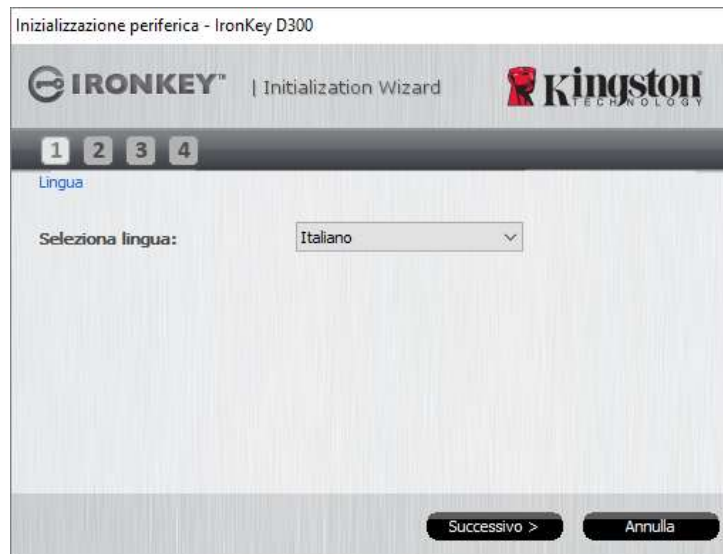 Inizializzazione periferica - IronKey D300
IRONKEY™ | Initialization Wizard Kingston
TECHNOLOGY
1 2 3 4
Lingua
Seleziona lingua: Italiano
Successivo > Annulla